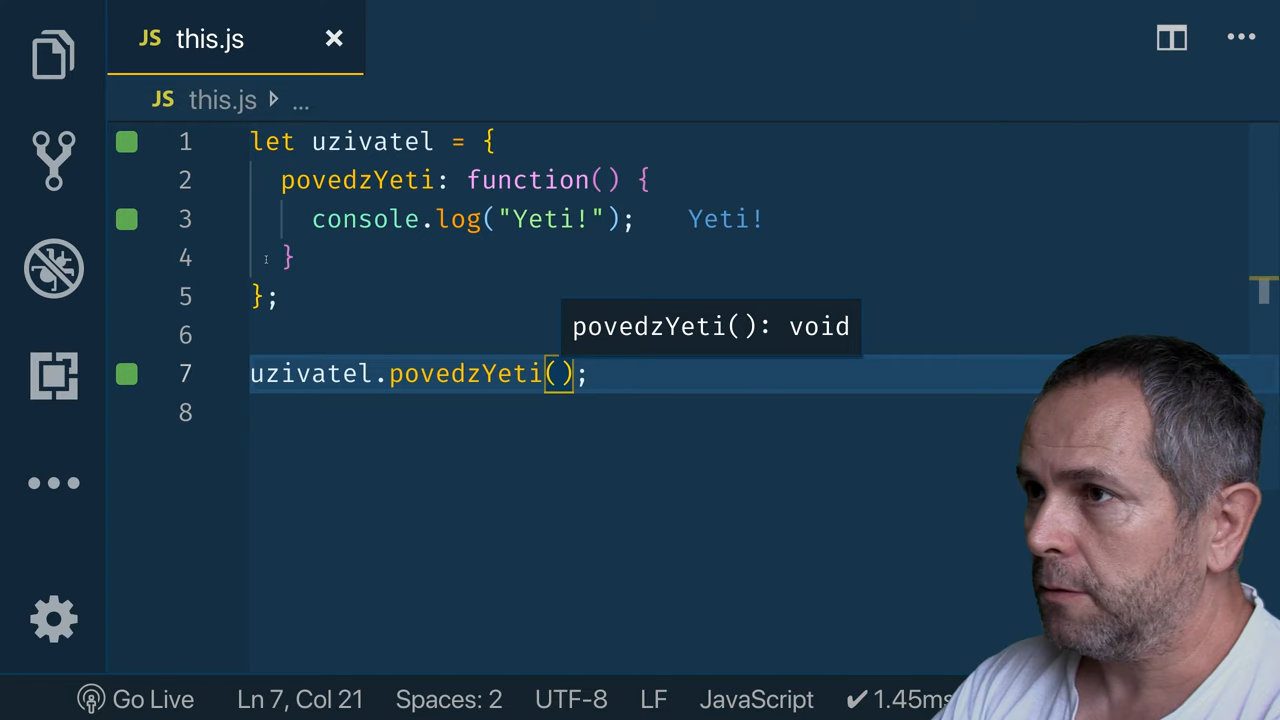 JS this.js ×
JS this.js ...
1 let uzivatel = {
2 povedzYeti: function() {
3 console.log("Yeti!"); Yeti!
4 }
5 };
6
povedzYeti(): void
7 uzivatel.povedzYeti();
8
Go Live Ln 7, Col 21 Spaces: 2 UTF-8 LF JavaScript ✔ 1.45ms